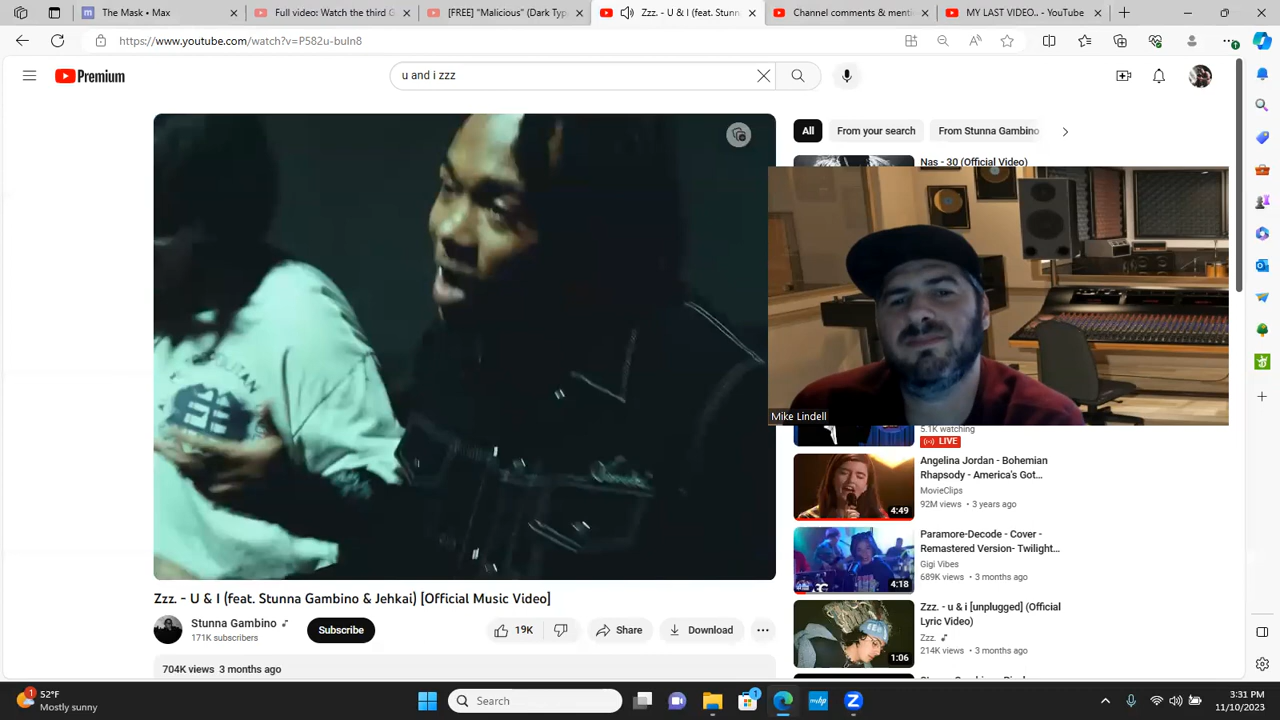 The Mask - Movie
Stunna watch the third G
[FREE] "Malicious" (Dark Typ
Zzz. - U & I (feat. Stunn
Channel comments & men
MY LAST VIDEO.. - YouTube
https://www.youtube.com/watch?v=P582u-buIn8
Premium
u and i zzz
All
From your search
From Stunna Gambino
Nas - 30 (Official Video)
Mike Lindell
5.1K watching
LIVE
Angelina Jordan - Bohemian
Rhapsody - America's Got...
MovieClips
92M views • 3 years ago
4:49
Paramore-Decode - Cover -
Remastered Version- Twilight...
Gigi Vibes
689K views • 3 months ago
4:18
Zzz. - u & i [unplugged] (Official
Lyric Video)
Zzz.
214K views • 3 months ago
1:06
Zzz. - U & I (feat. Stunna Gambino & Jehkai) [Official Music Video]
Stunna Gambino
171K subscribers
Subscribe
19K
Share
Download
704K views 3 months ago
1
52°F
Mostly sunny
Search
3:31 PM
11/10/2023